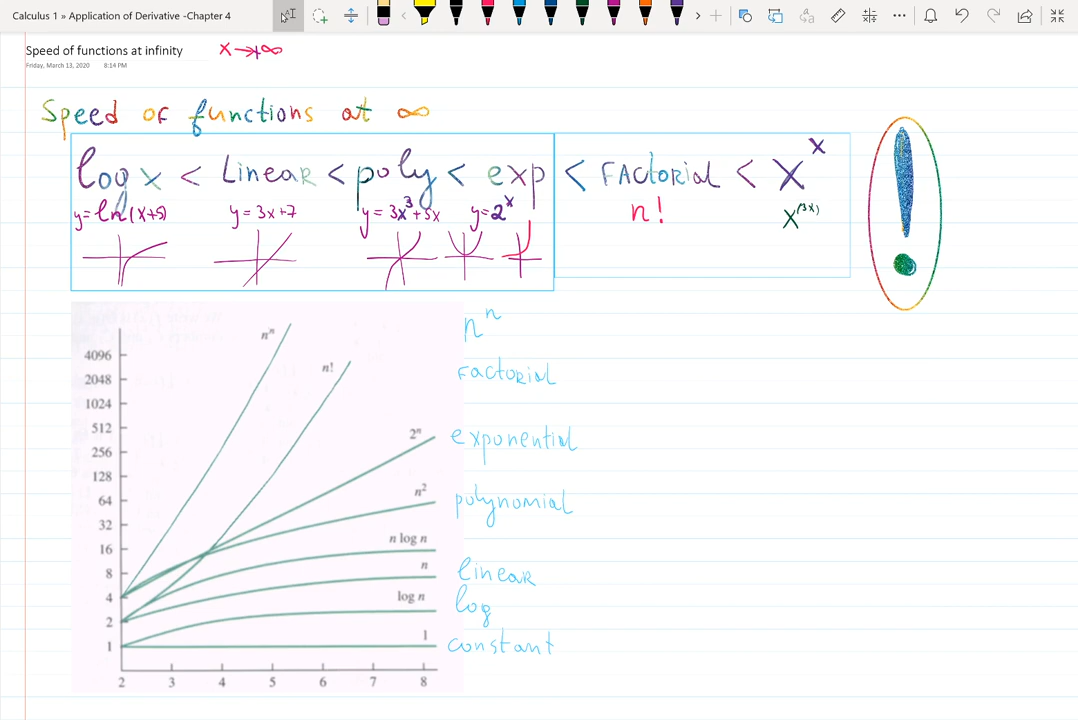 Calculus 1 » Application of Derivative -Chapter 4
Speed of functions at infinity x→+∞
Friday, March 13, 2020 8:14 PM
Speed of functions at ∞
log x < Linear < poly < exp < FACtorial < X^x
y=ln(x+5) y=3x+7 y=3x³+5x y=2^x n! x^(3x)
n^n
n^n
n!
Factorial
4096
2048
1024
512
2^n
exponential
256
128
n²
64
polynomial
32
n log n
16
n
linear
8
log n
log
4
2
1
constant
1
2 3 4 5 6 7 8